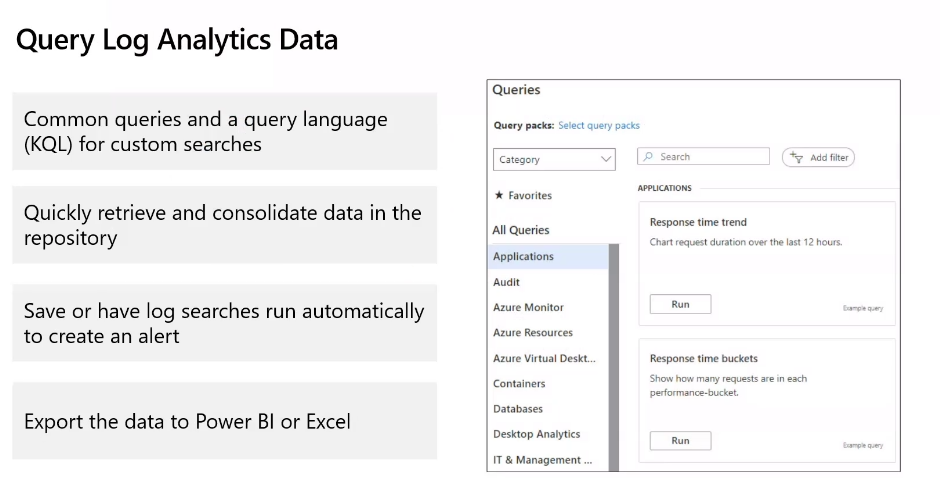 Query Log Analytics Data
Common queries and a query language
(KQL) for custom searches
Quickly retrieve and consolidate data in the
repository
Save or have log searches run automatically
to create an alert
Export the data to Power BI or Excel
Queries
Query packs: Select query packs
Category
Search
Add filter
★ Favorites
All Queries
Applications
Audit
Azure Monitor
Azure Resources
Azure Virtual Deskt...
Containers
Databases
Desktop Analytics
IT & Management ...
APPLICATIONS
Response time trend
Chart request duration over the last 12 hours.
Run
Example query
Response time buckets
Show how many requests are in each
performance-bucket.
Run
Example query